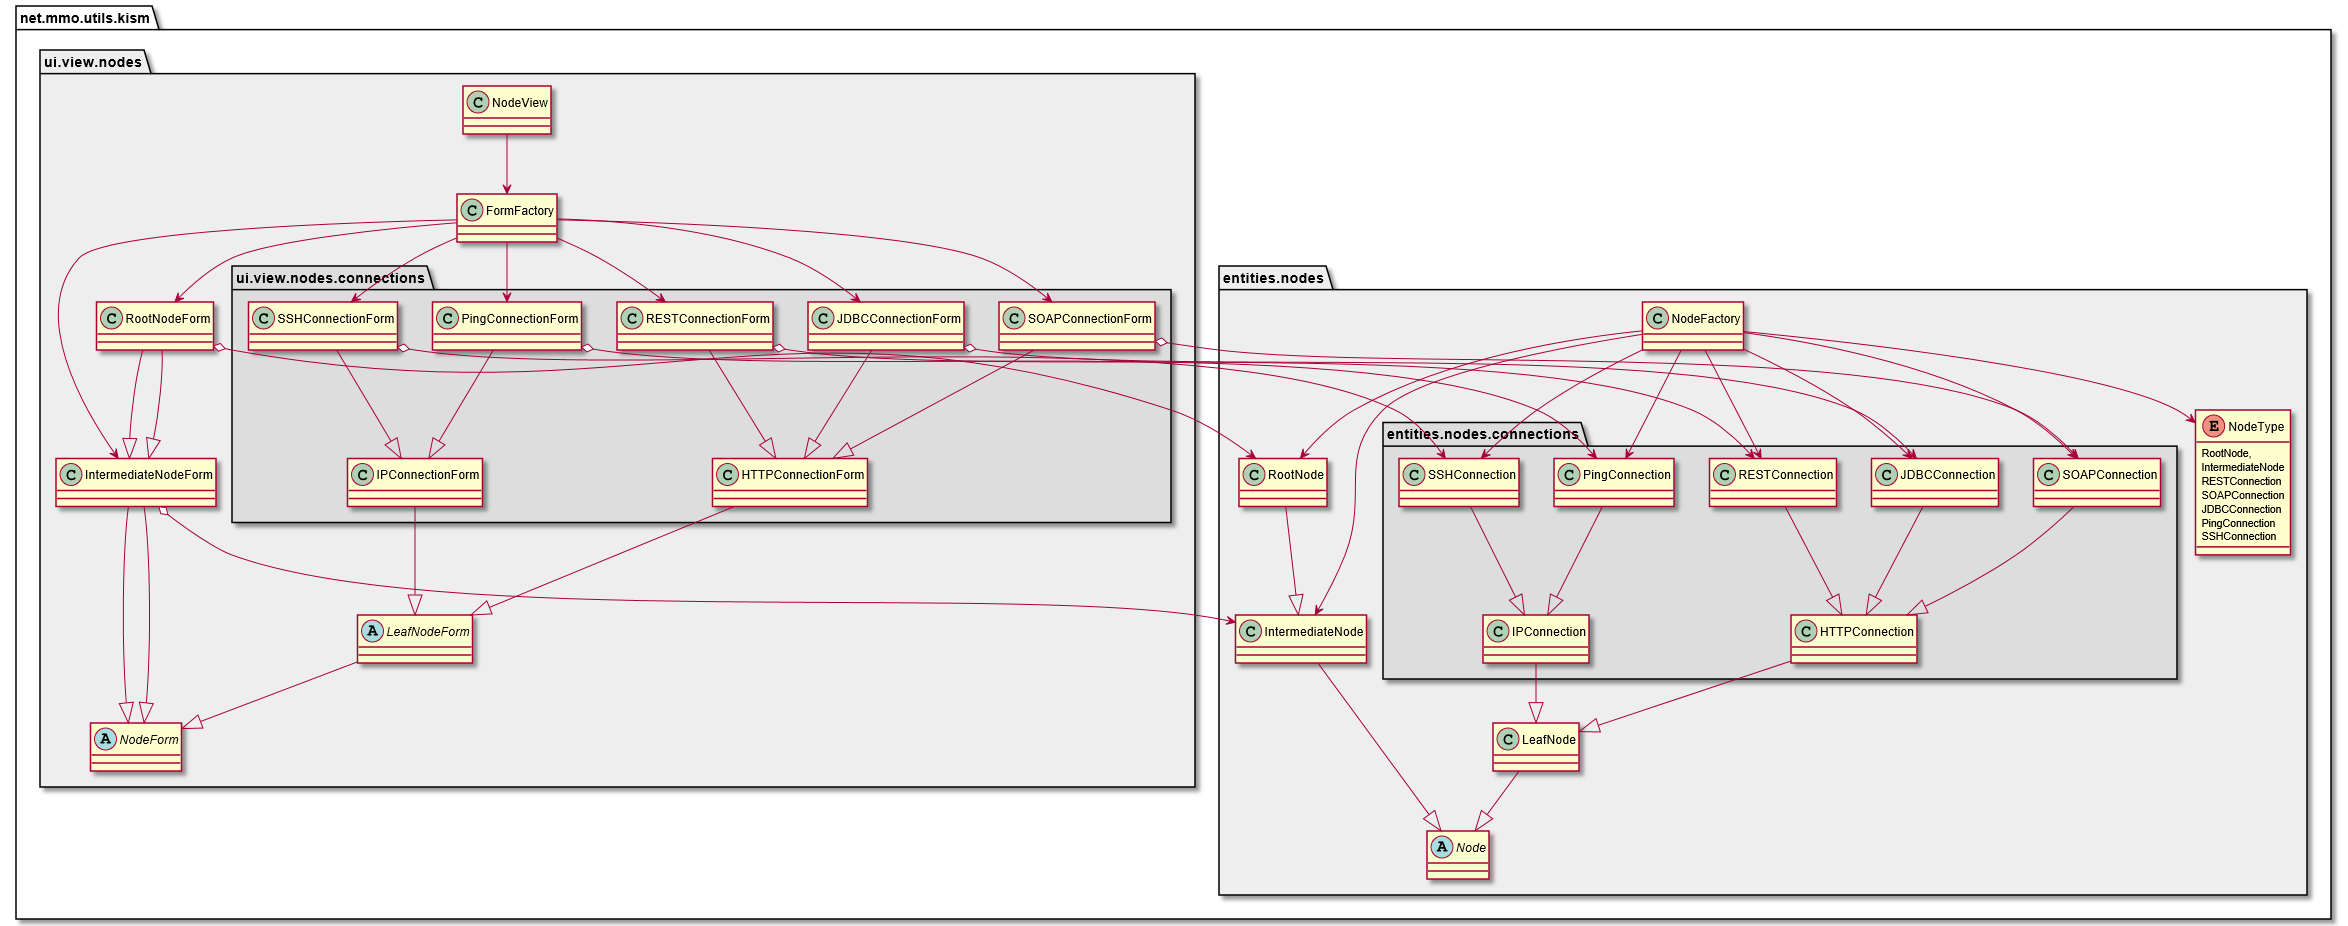 net.mmo.utils.kism
ui.view.nodes
C NodeView
C FormFactory
ui.view.nodes.connections
entities.nodes
C RootNodeForm
C SSHConnectionForm
C PingConnectionForm
C RESTConnectionForm
C JDBCConnectionForm
C SOAPConnectionForm
C NodeFactory
E NodeType
RootNode,
IntermediateNode
RESTConnection
SOAPConnection
JDBCConnection
PingConnection
SSHConnection
entities.nodes.connections
C IntermediateNodeForm
C IPConnectionForm
C HTTPConnectionForm
C RootNode
C SSHConnection
C PingConnection
C RESTConnection
C JDBCConnection
C SOAPConnection
A LeafNodeForm
C IntermediateNode
C IPConnection
C HTTPConnection
A NodeForm
C LeafNode
A Node